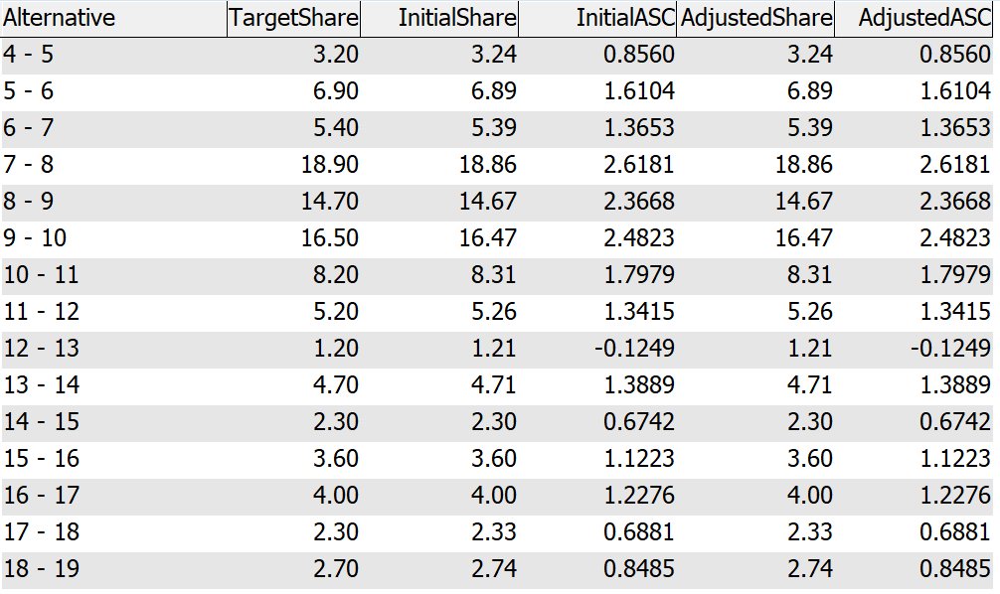 Alternative TargetShare InitialShare InitialASC AdjustedShare AdjustedASC
4 - 5 3.20 3.24 0.8560 3.24 0.8560
5 - 6 6.90 6.89 1.6104 6.89 1.6104
6 - 7 5.40 5.39 1.3653 5.39 1.3653
7 - 8 18.90 18.86 2.6181 18.86 2.6181
8 - 9 14.70 14.67 2.3668 14.67 2.3668
9 - 10 16.50 16.47 2.4823 16.47 2.4823
10 - 11 8.20 8.31 1.7979 8.31 1.7979
11 - 12 5.20 5.26 1.3415 5.26 1.3415
12 - 13 1.20 1.21 -0.1249 1.21 -0.1249
13 - 14 4.70 4.71 1.3889 4.71 1.3889
14 - 15 2.30 2.30 0.6742 2.30 0.6742
15 - 16 3.60 3.60 1.1223 3.60 1.1223
16 - 17 4.00 4.00 1.2276 4.00 1.2276
17 - 18 2.30 2.33 0.6881 2.33 0.6881
18 - 19 2.70 2.74 0.8485 2.74 0.8485